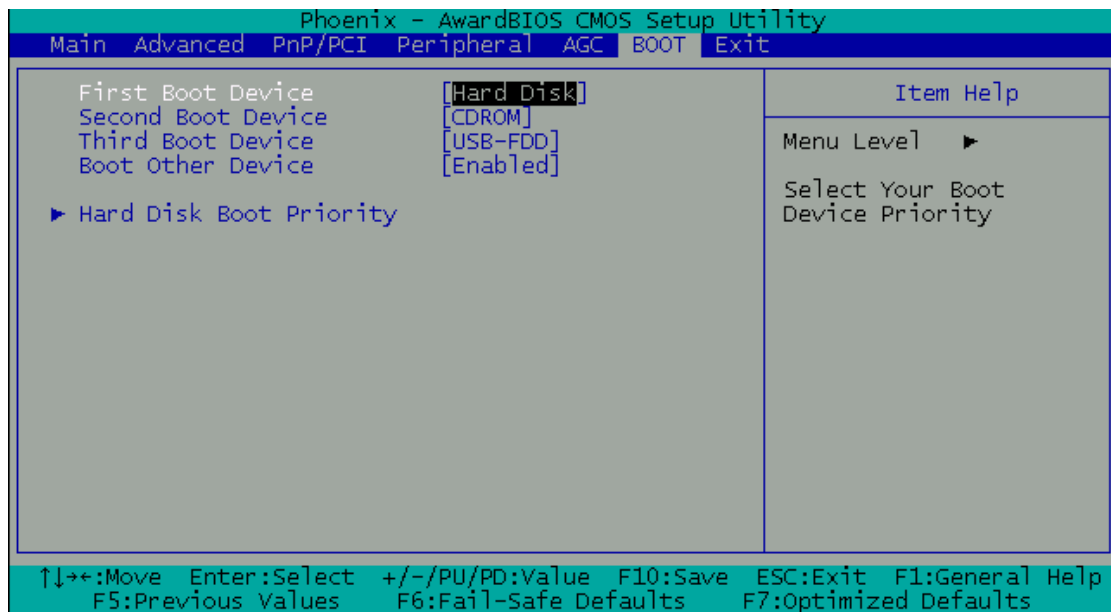 Phoenix - AwardBIOS CMOS Setup Utility
Main Advanced PnP/PCI Peripheral AGC BOOT Exit
First Boot Device [Hard Disk]
Second Boot Device [CDROM]
Third Boot Device [USB-FDD]
Boot Other Device [Enabled]
▶ Hard Disk Boot Priority
Item Help
Menu Level ▶
Select Your Boot
Device Priority
↑↓→←:Move Enter:Select +/-/PU/PD:Value F10:Save ESC:Exit F1:General Help
F5:Previous Values F6:Fail-Safe Defaults F7:Optimized Defaults